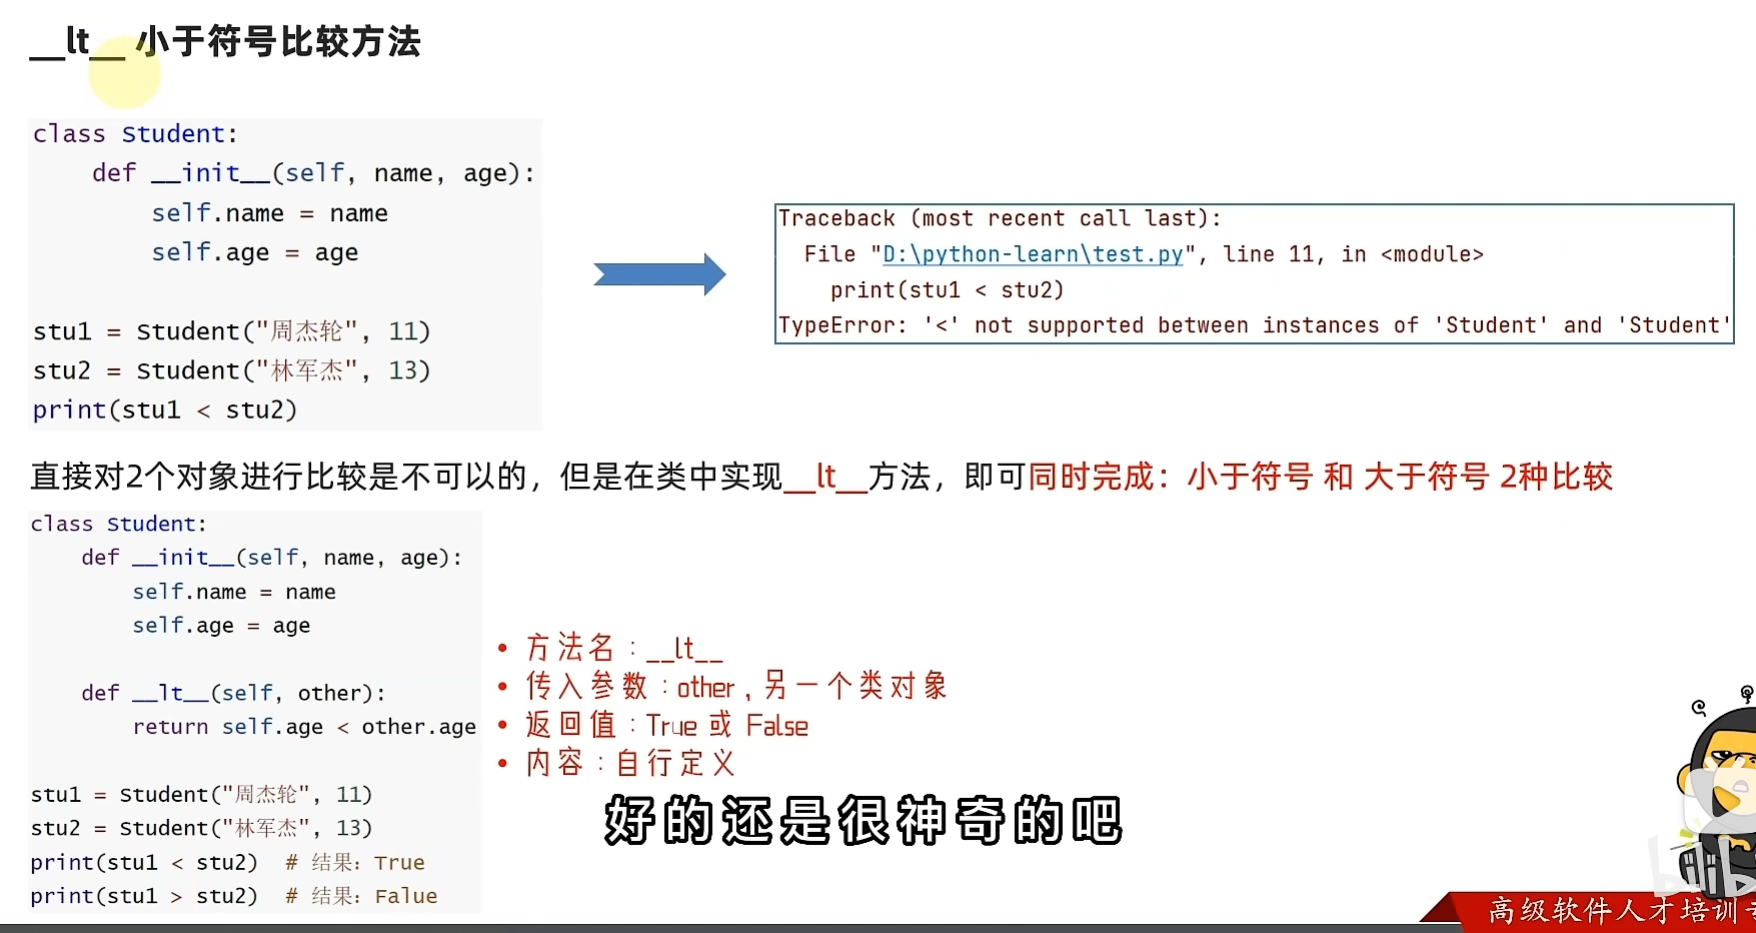 __lt__ 小于符号比较方法
class Student:
    def __init__(self, name, age):
        self.name = name
        self.age = age
stu1 = Student("周杰轮", 11)
stu2 = Student("林军杰", 13)
print(stu1 < stu2)
Traceback (most recent call last):
  File "D:\python-learn\test.py", line 11, in <module>
    print(stu1 < stu2)
TypeError: '<' not supported between instances of 'Student' and 'Student'
直接对2个对象进行比较是不可以的，但是在类中实现__lt__方法，即可同时完成：小于符号 和 大于符号 2种比较
class Student:
    def __init__(self, name, age):
        self.name = name
        self.age = age
    def __lt__(self, other):
        return self.age < other.age
stu1 = Student("周杰轮", 11)
stu2 = Student("林军杰", 13)
print(stu1 < stu2)  # 结果：True
print(stu1 > stu2)  # 结果：Falue
• 方法名：__lt__
• 传入参数：other，另一个类对象
• 返回值：True 或 False
• 内容：自行定义
好的还是很神奇的吧
高级软件人才培训